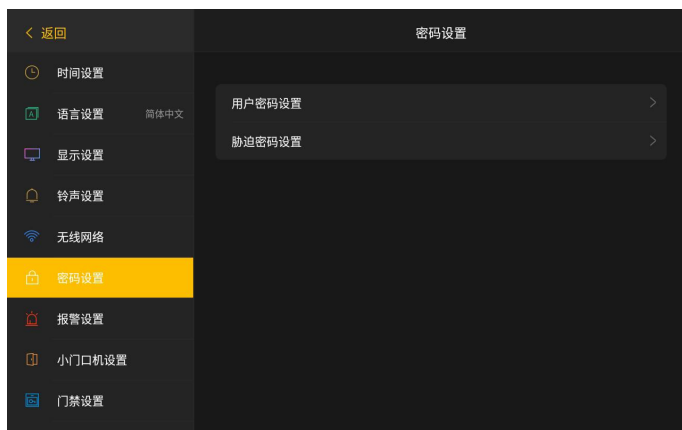 返回
密码设置
时间设置
语言设置 简体中文
显示设置
铃声设置
无线网络
密码设置
报警设置
小门口机设置
门禁设置
用户密码设置
胁迫密码设置